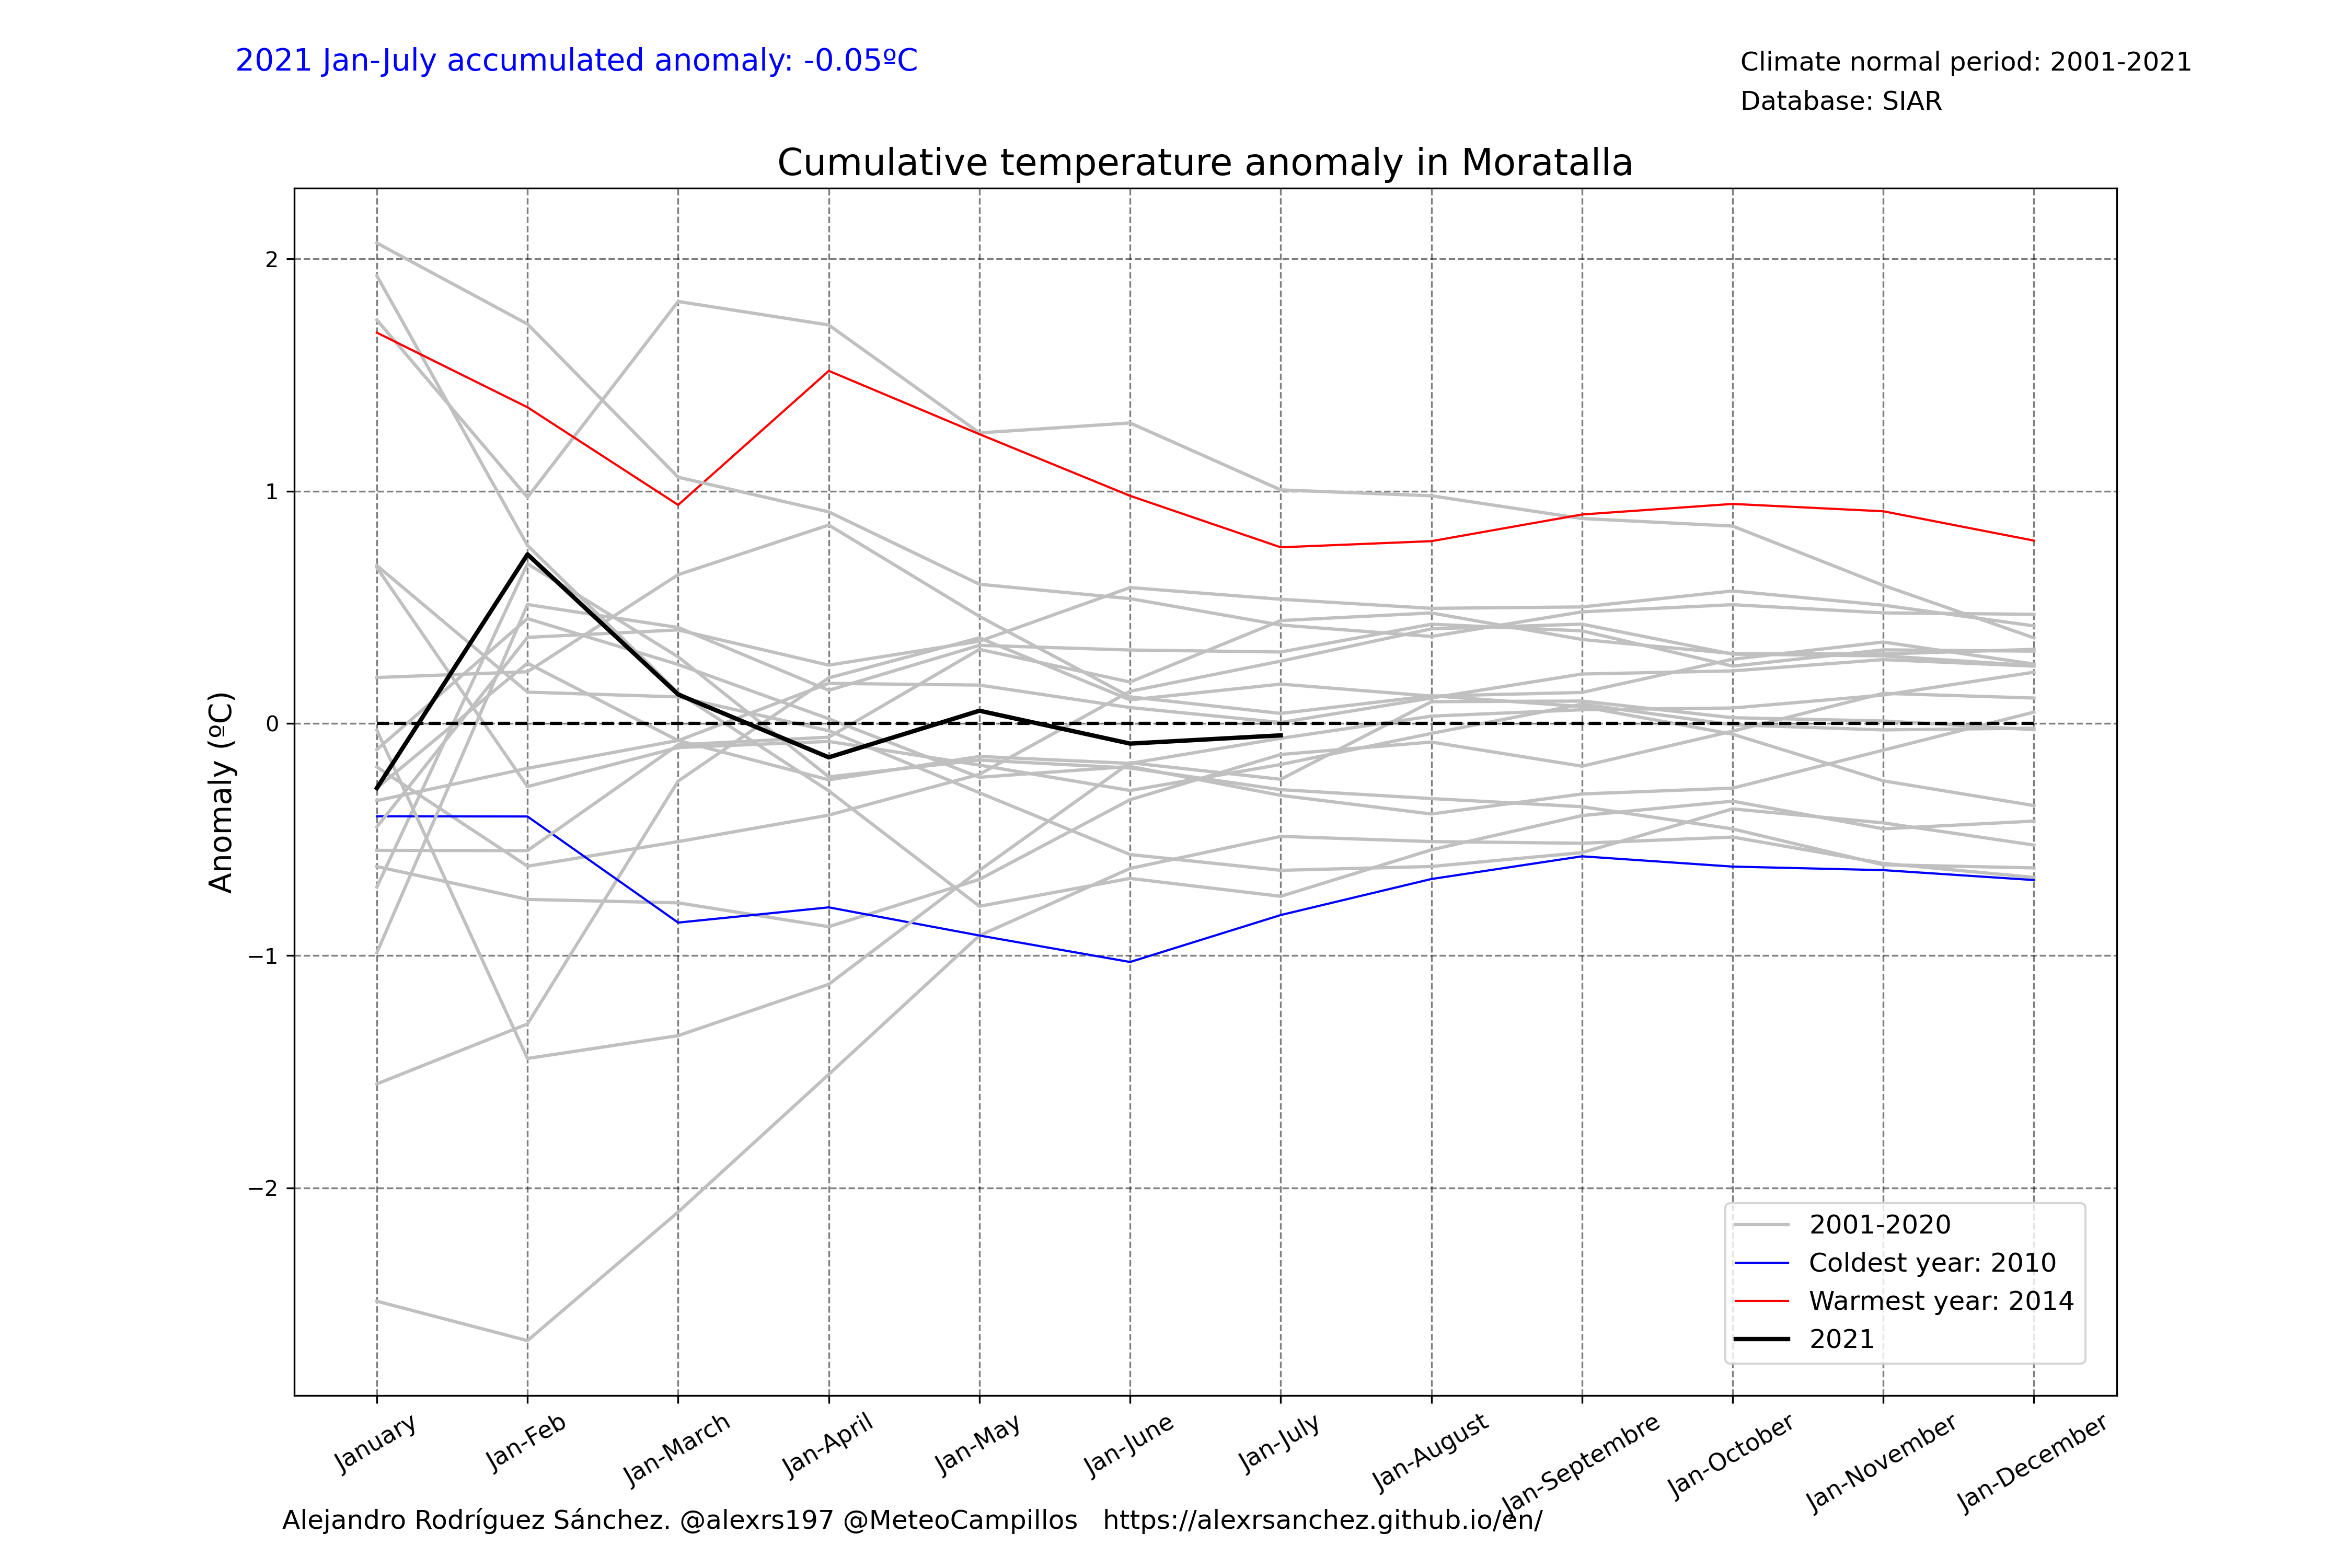 2021 Jan-July accumulated anomaly: -0.05ºC
Climate normal period: 2001-2021
Database: SIAR
Cumulative temperature anomaly in Moratalla
Anomaly (ºC)
2
1
0
−1
−2
2001-2020
Coldest year: 2010
Warmest year: 2014
2021
January
Jan-Feb
Jan-March
Jan-April
Jan-May
Jan-June
Jan-July
Jan-August
Jan-Septembre
Jan-October
Jan-November
Jan-December
Alejandro Rodríguez Sánchez. @alexrs197 @MeteoCampillos   https://alexrsanchez.github.io/en/